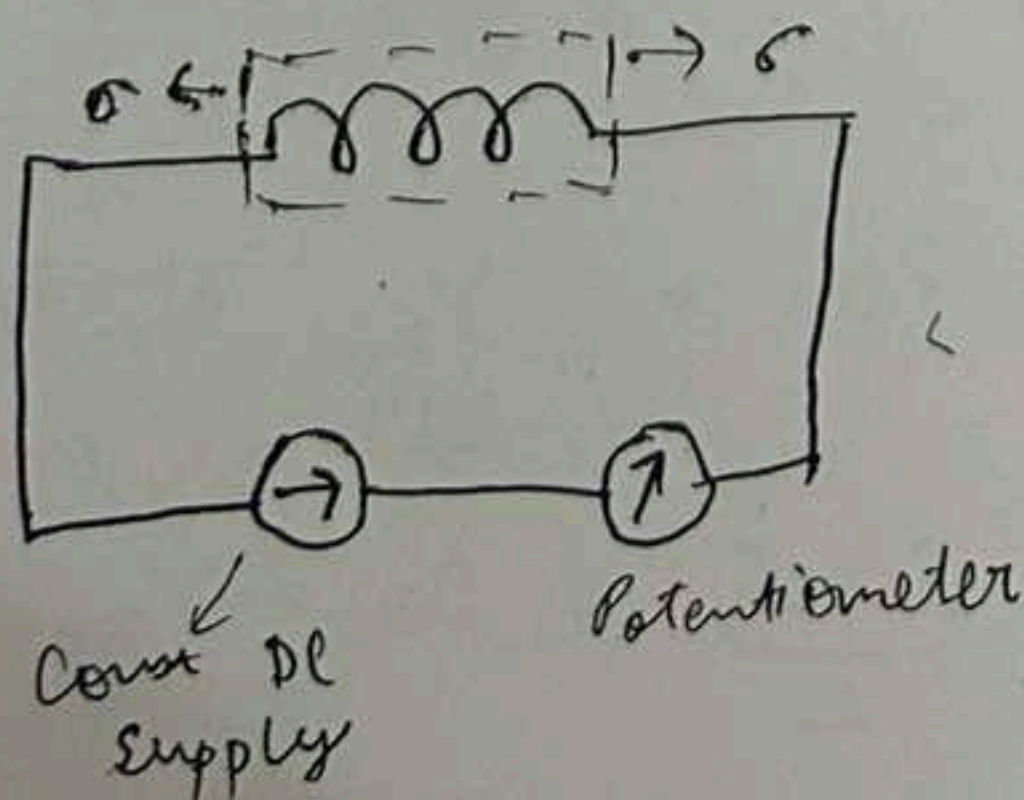 σ σ
Const DC
Supply
Potentiometer